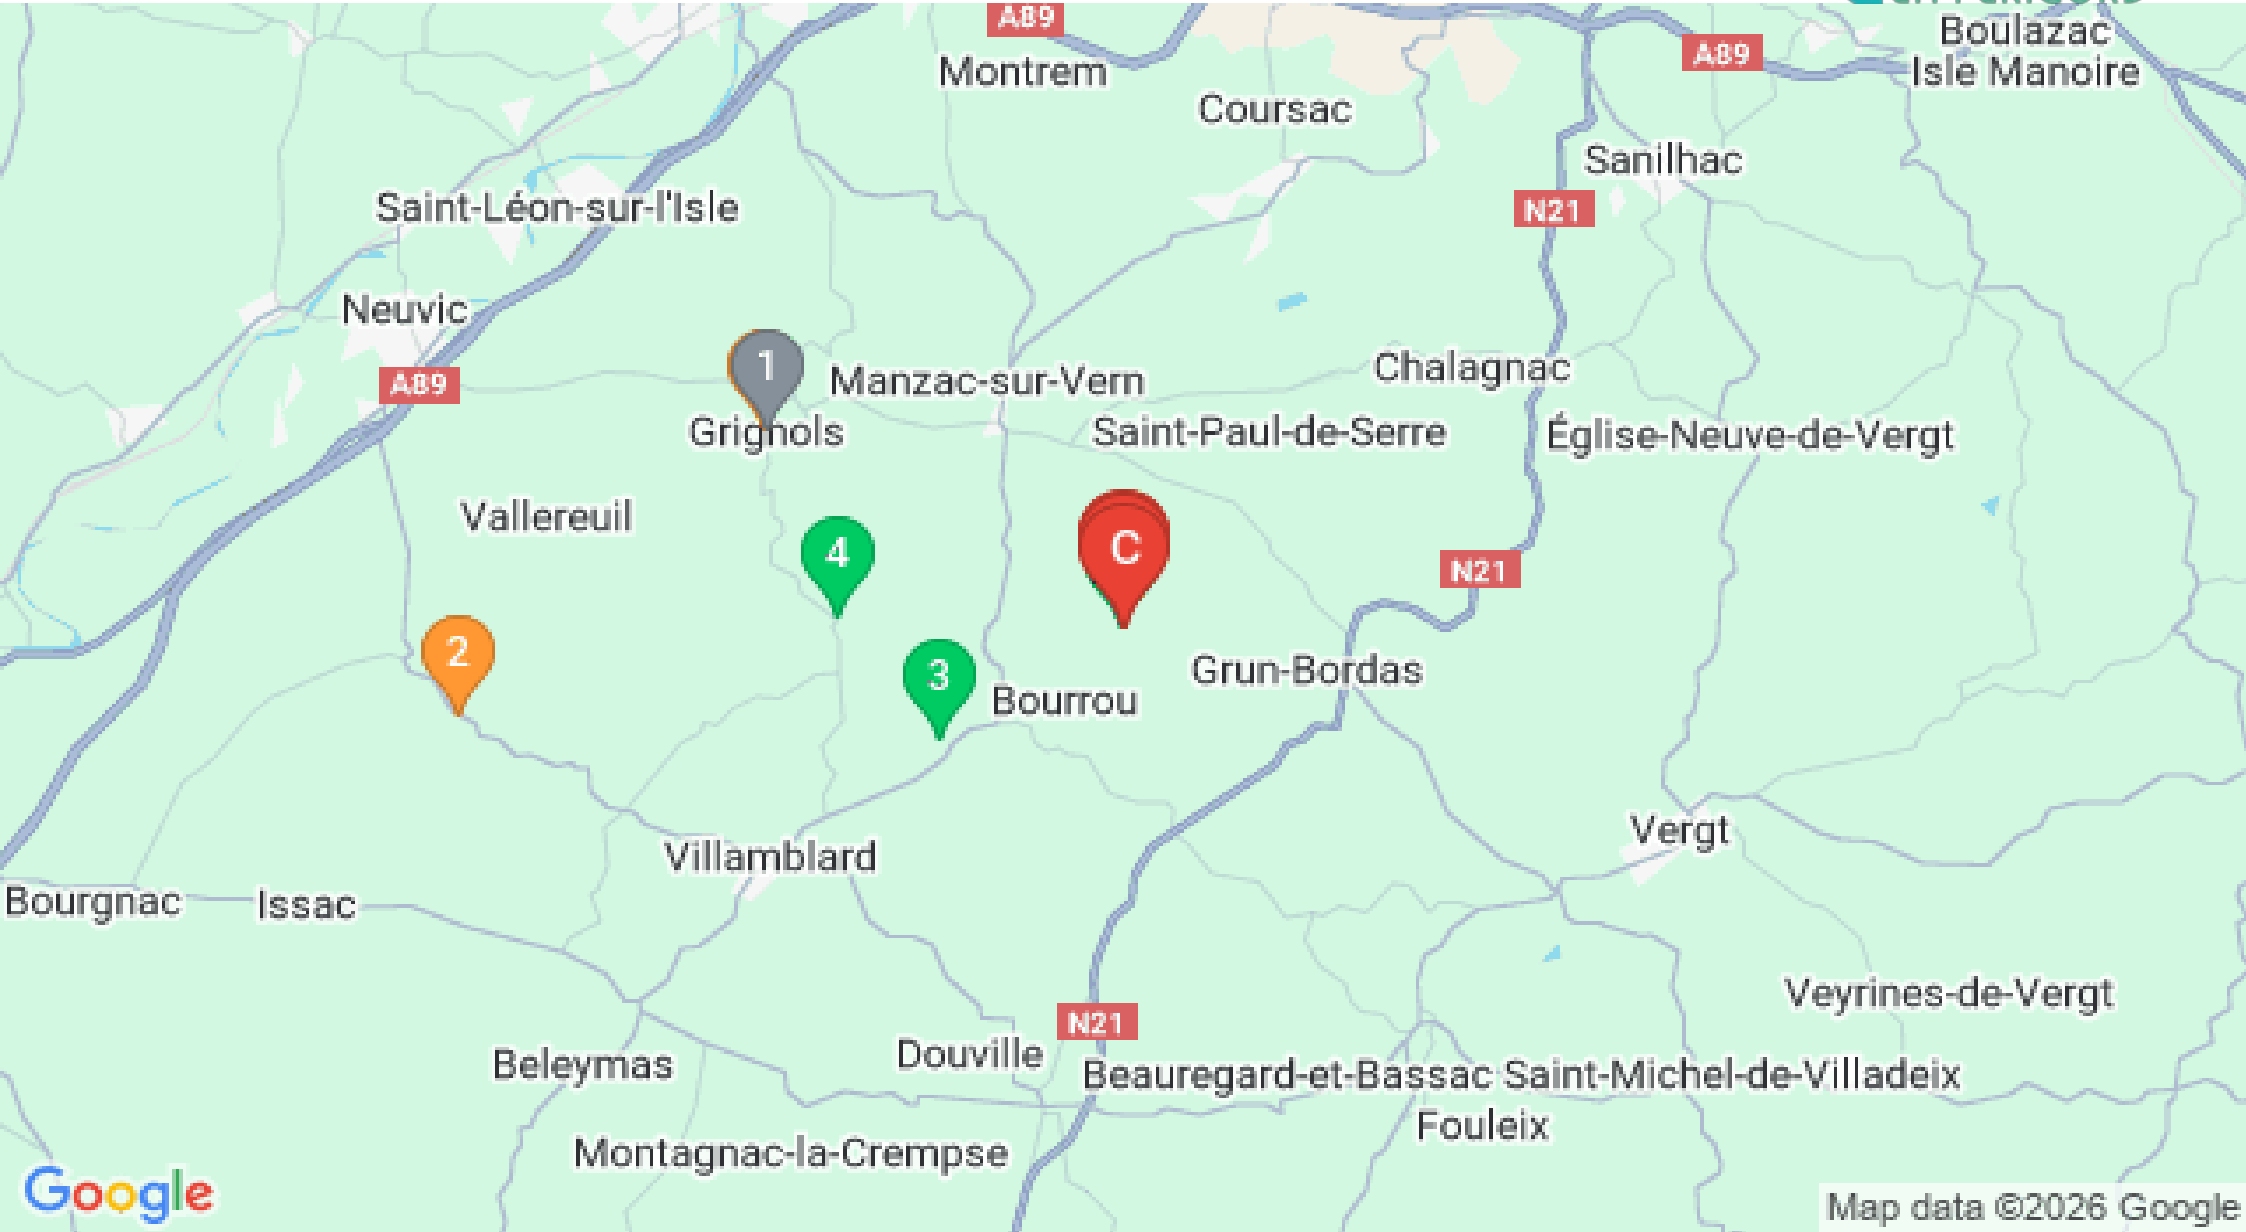 A89
Montrem
Coursac
A89
Boulazac
Isle Manoire
Sanilhac
N21
Saint-Léon-sur-l'Isle
Neuvic
A89
1
Grignols
Manzac-sur-Vern
Chalagnac
Saint-Paul-de-Serre
Église-Neuve-de-Vergt
Vallereuil
4
C
N21
2
3
Bourrou
Grun-Bordas
Villamblard
Vergt
Bourgnac
Issac
Veyrines-de-Vergt
N21
Beleymas
Douville
Beauregard-et-Bassac
Saint-Michel-de-Villadeix
Fouleix
Montagnac-la-Crempse
Google
Map data ©2026 Google